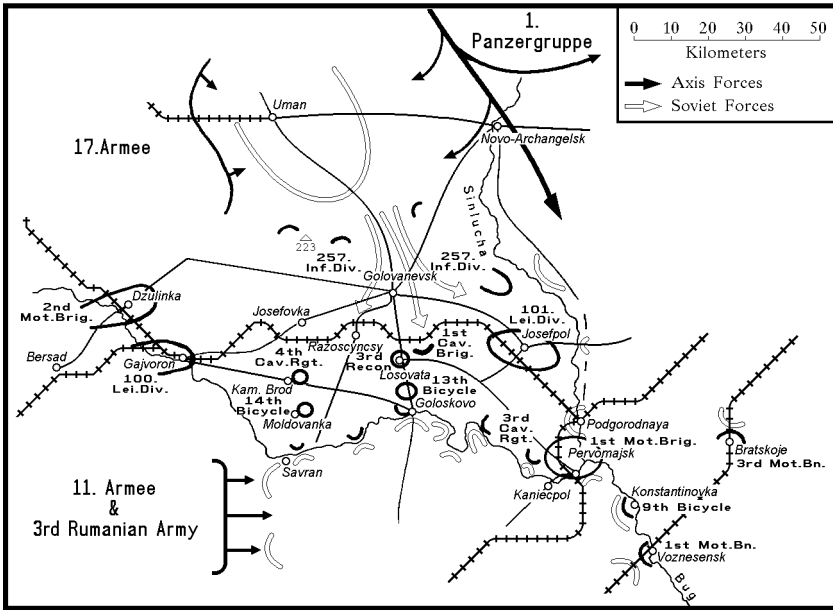 1.
Panzergruppe
0 10 20 30 40 50
Kilometers
Axis Forces
Soviet Forces
Uman
17.Armee
Novo-Archangelsk
Sinlucha
223
257.
Inf.Div.
257.
Inf.Div.
Golovanevsk
Dzulinka
2nd
Mot.Brig.
101.
Lei.Div.
Josefovka
Josefpol
1st
Cav.
Brig.
Razoscyncsy
Bersad
Gajvoron
4th
Cav.Rgt.
3rd
Recon
100.
Lei.Div.
Kam. Brod
Losovata
13th
Bicycle
14th
Bicycle
Moldovanka
Goloskovo
3rd
Cav.
Rgt.
Podgorodnaya
1st Mot.Brig.
Pervomajsk
Bratskoje
3rd Mot.Bn.
Savran
11. Armee
&
3rd Rumanian Army
Kaniecpol
Konstantinovka
9th Bicycle
1st Mot.Bn.
Voznesensk
Bug